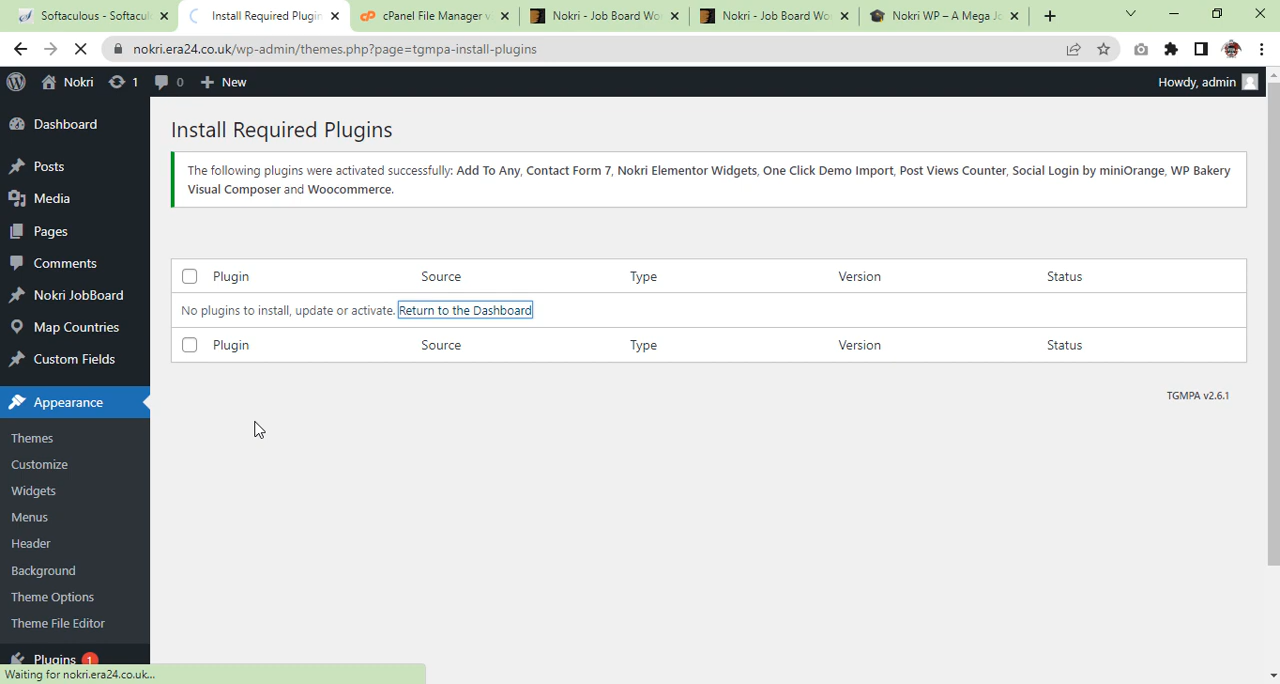 Softaculous - Softacul
Install Required Plugin
cPanel File Manager v
Nokri - Job Board Wo
Nokri - Job Board Wo
Nokri WP – A Mega Jo
nokri.era24.co.uk/wp-admin/themes.php?page=tgmpa-install-plugins
Nokri
1
0
New
Howdy, admin
Dashboard
Posts
Media
Pages
Comments
Nokri JobBoard
Map Countries
Custom Fields
Appearance
Themes
Customize
Widgets
Menus
Header
Background
Theme Options
Theme File Editor
Plugins 1
Install Required Plugins
The following plugins were activated successfully: Add To Any, Contact Form 7, Nokri Elementor Widgets, One Click Demo Import, Post Views Counter, Social Login by miniOrange, WP Bakery
Visual Composer and Woocommerce.
Plugin Source Type Version Status
No plugins to install, update or activate. Return to the Dashboard
Plugin Source Type Version Status
TGMPA v2.6.1
Waiting for nokri.era24.co.uk...